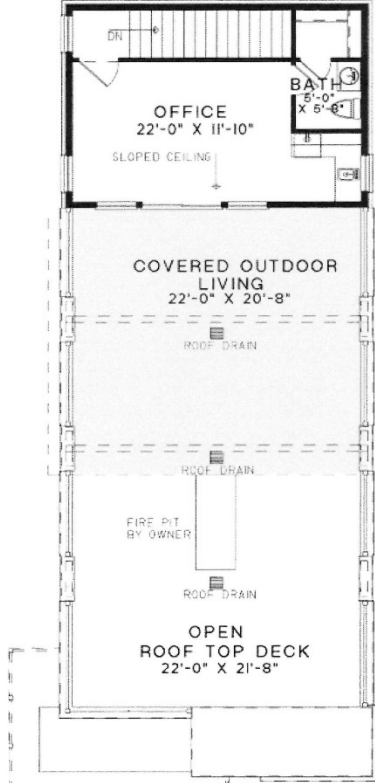 DN
BATH
5'-0"
X 5'-8"
OFFICE
22'-0" X 11'-10"
SLOPED CEILING
COVERED OUTDOOR
LIVING
22'-0" X 20'-8"
ROOF DRAIN
ROOF DRAIN
FIRE PIT
BY OWNER
ROOF DRAIN
OPEN
ROOF TOP DECK
22'-0" X 21'-8"